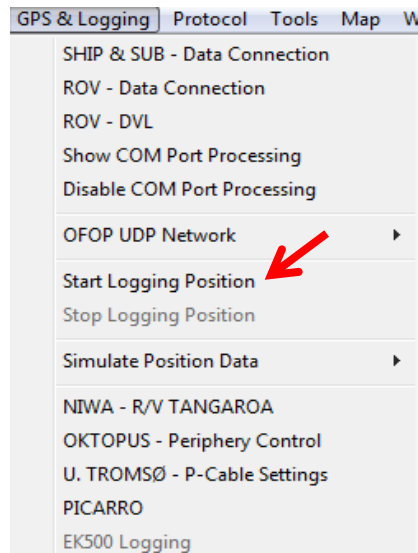 GPS & Logging Protocol Tools Map
SHIP & SUB - Data Connection
ROV - Data Connection
ROV - DVL
Show COM Port Processing
Disable COM Port Processing
OFOP UDP Network
Start Logging Position
Stop Logging Position
Simulate Position Data
NIWA - R/V TANGAROA
OKTOPUS - Periphery Control
U. TROMSØ - P-Cable Settings
PICARRO
EK500 Logging